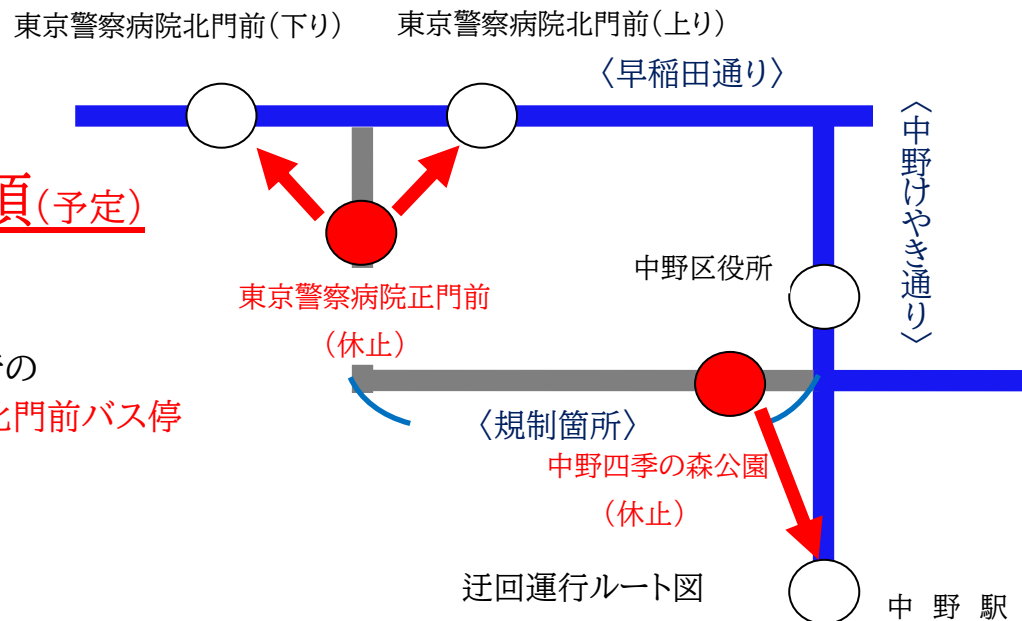 東京警察病院北門前(下り)
東京警察病院北門前(上り)
〈早稲田通り〉
〈中野けやき通り〉
頃(予定)
中野区役所
東京警察病院正門前
(休止)
の
北門前バス停
〈規制箇所〉
中野四季の森公園
(休止)
迂回運行ルート図
中 野 駅